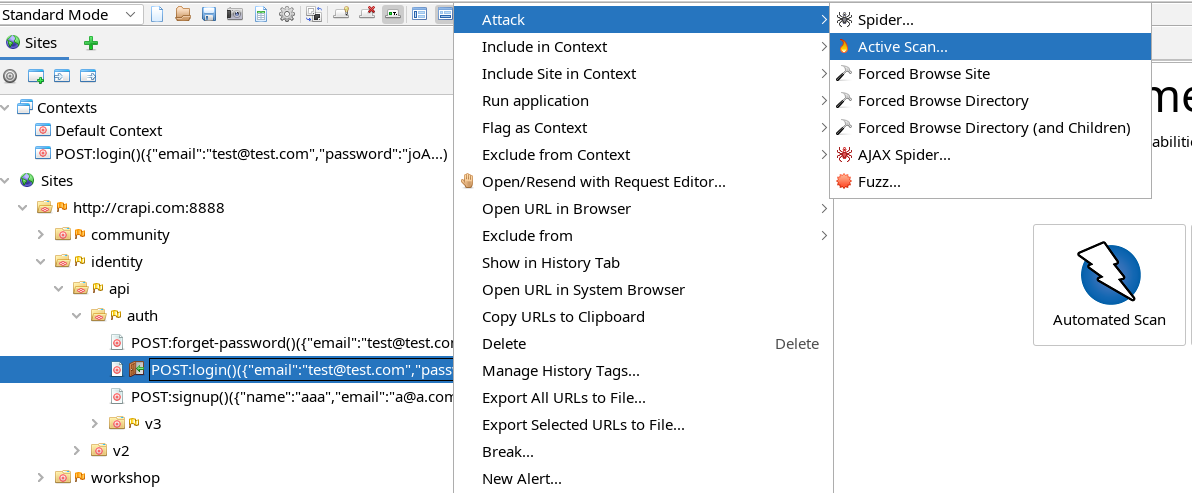 Standard Mode
Sites
Contexts
Default Context
POST:login()({"email":"test@test.com","password":"joA...)
Sites
http://crapi.com:8888
community
identity
api
auth
POST:forget-password()({"email":"test@test.com
POST:login()({"email":"test@test.com","pass
POST:signup()({"name":"aaa","email":"a@a.com
v3
v2
workshop
Attack
Include in Context
Include Site in Context
Run application
Flag as Context
Exclude from Context
Open/Resend with Request Editor...
Open URL in Browser
Exclude from
Show in History Tab
Open URL in System Browser
Copy URLs to Clipboard
Delete Delete
Manage History Tags...
Export All URLs to File...
Export Selected URLs to File...
Break...
New Alert...
Spider...
Active Scan...
Forced Browse Site
Forced Browse Directory
Forced Browse Directory (and Children)
AJAX Spider...
Fuzz...
me
abiliti
Automated Scan